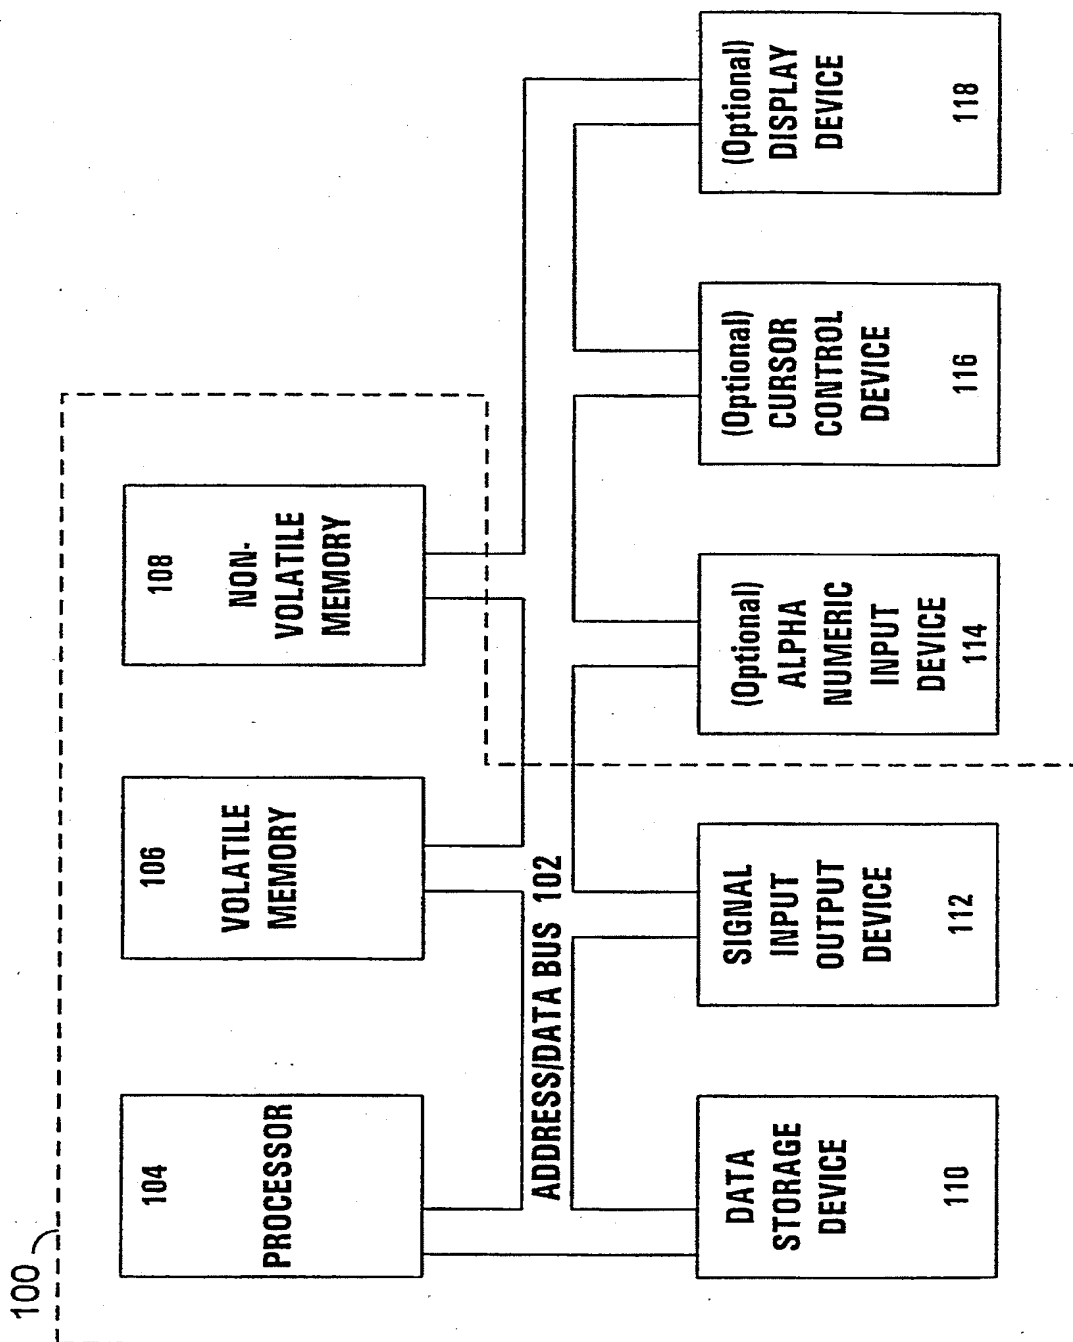 100
104
PROCESSOR
106
VOLATILE
MEMORY
108
NON-
VOLATILE
MEMORY
ADDRESS/DATA BUS 102
DATA
STORAGE
DEVICE
110
SIGNAL
INPUT
OUTPUT
DEVICE
112
(Optional)
ALPHA
NUMERIC
INPUT
DEVICE
114
(Optional)
CURSOR
CONTROL
DEVICE
116
(Optional)
DISPLAY
DEVICE
118